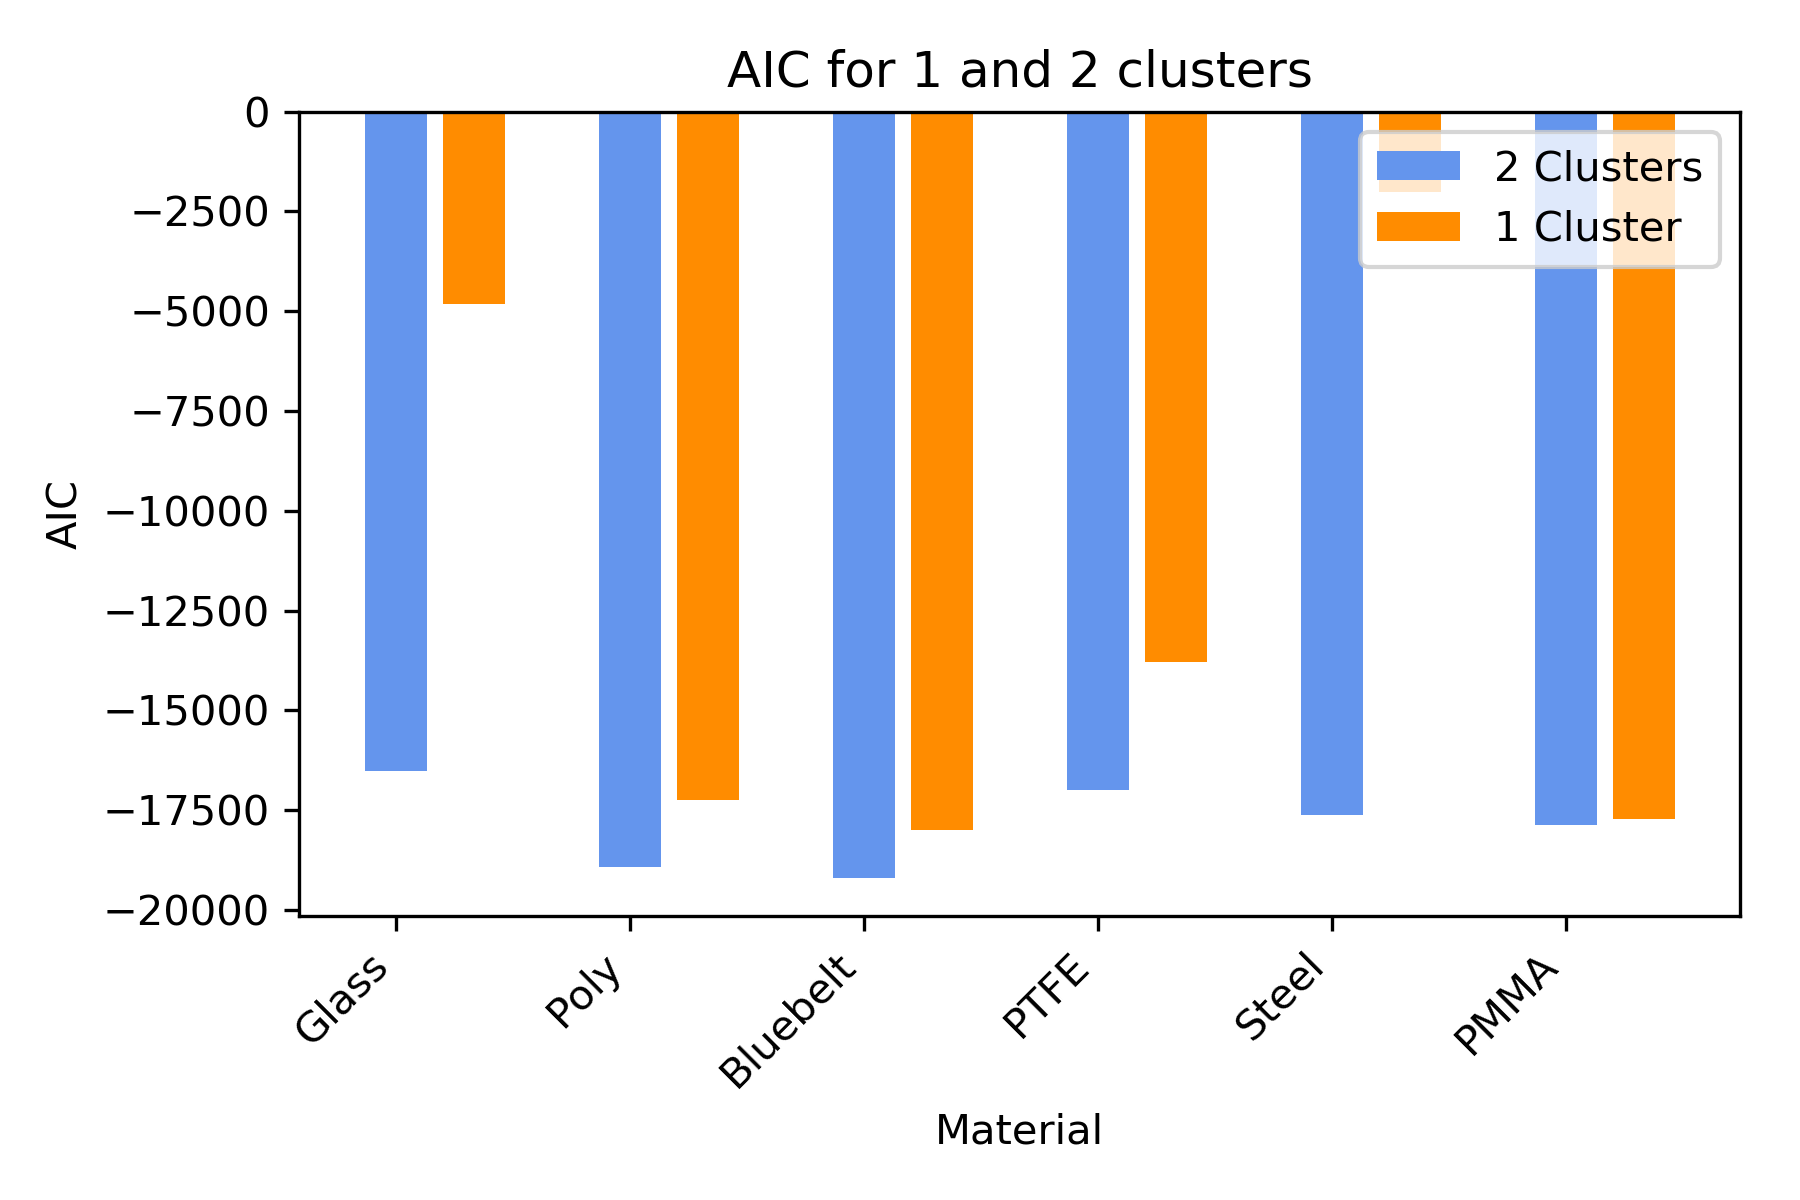 AIC for 1 and 2 clusters
0
−2500
−5000
−7500
−10000
−12500
−15000
−17500
−20000
AIC
2 Clusters
1 Cluster
Glass
Poly
Bluebelt
PTFE
Steel
PMMA
Material